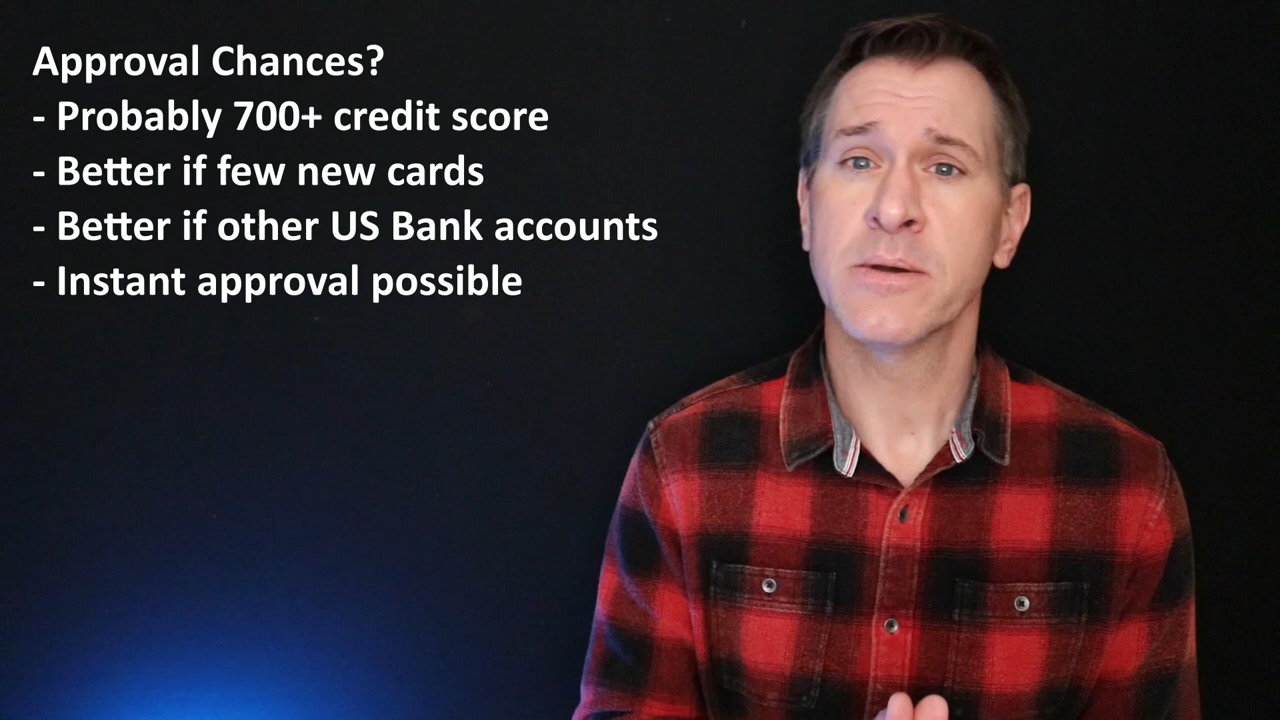 Approval Chances?
- Probably 700+ credit score
- Better if few new cards
- Better if other US Bank accounts
- Instant approval possible